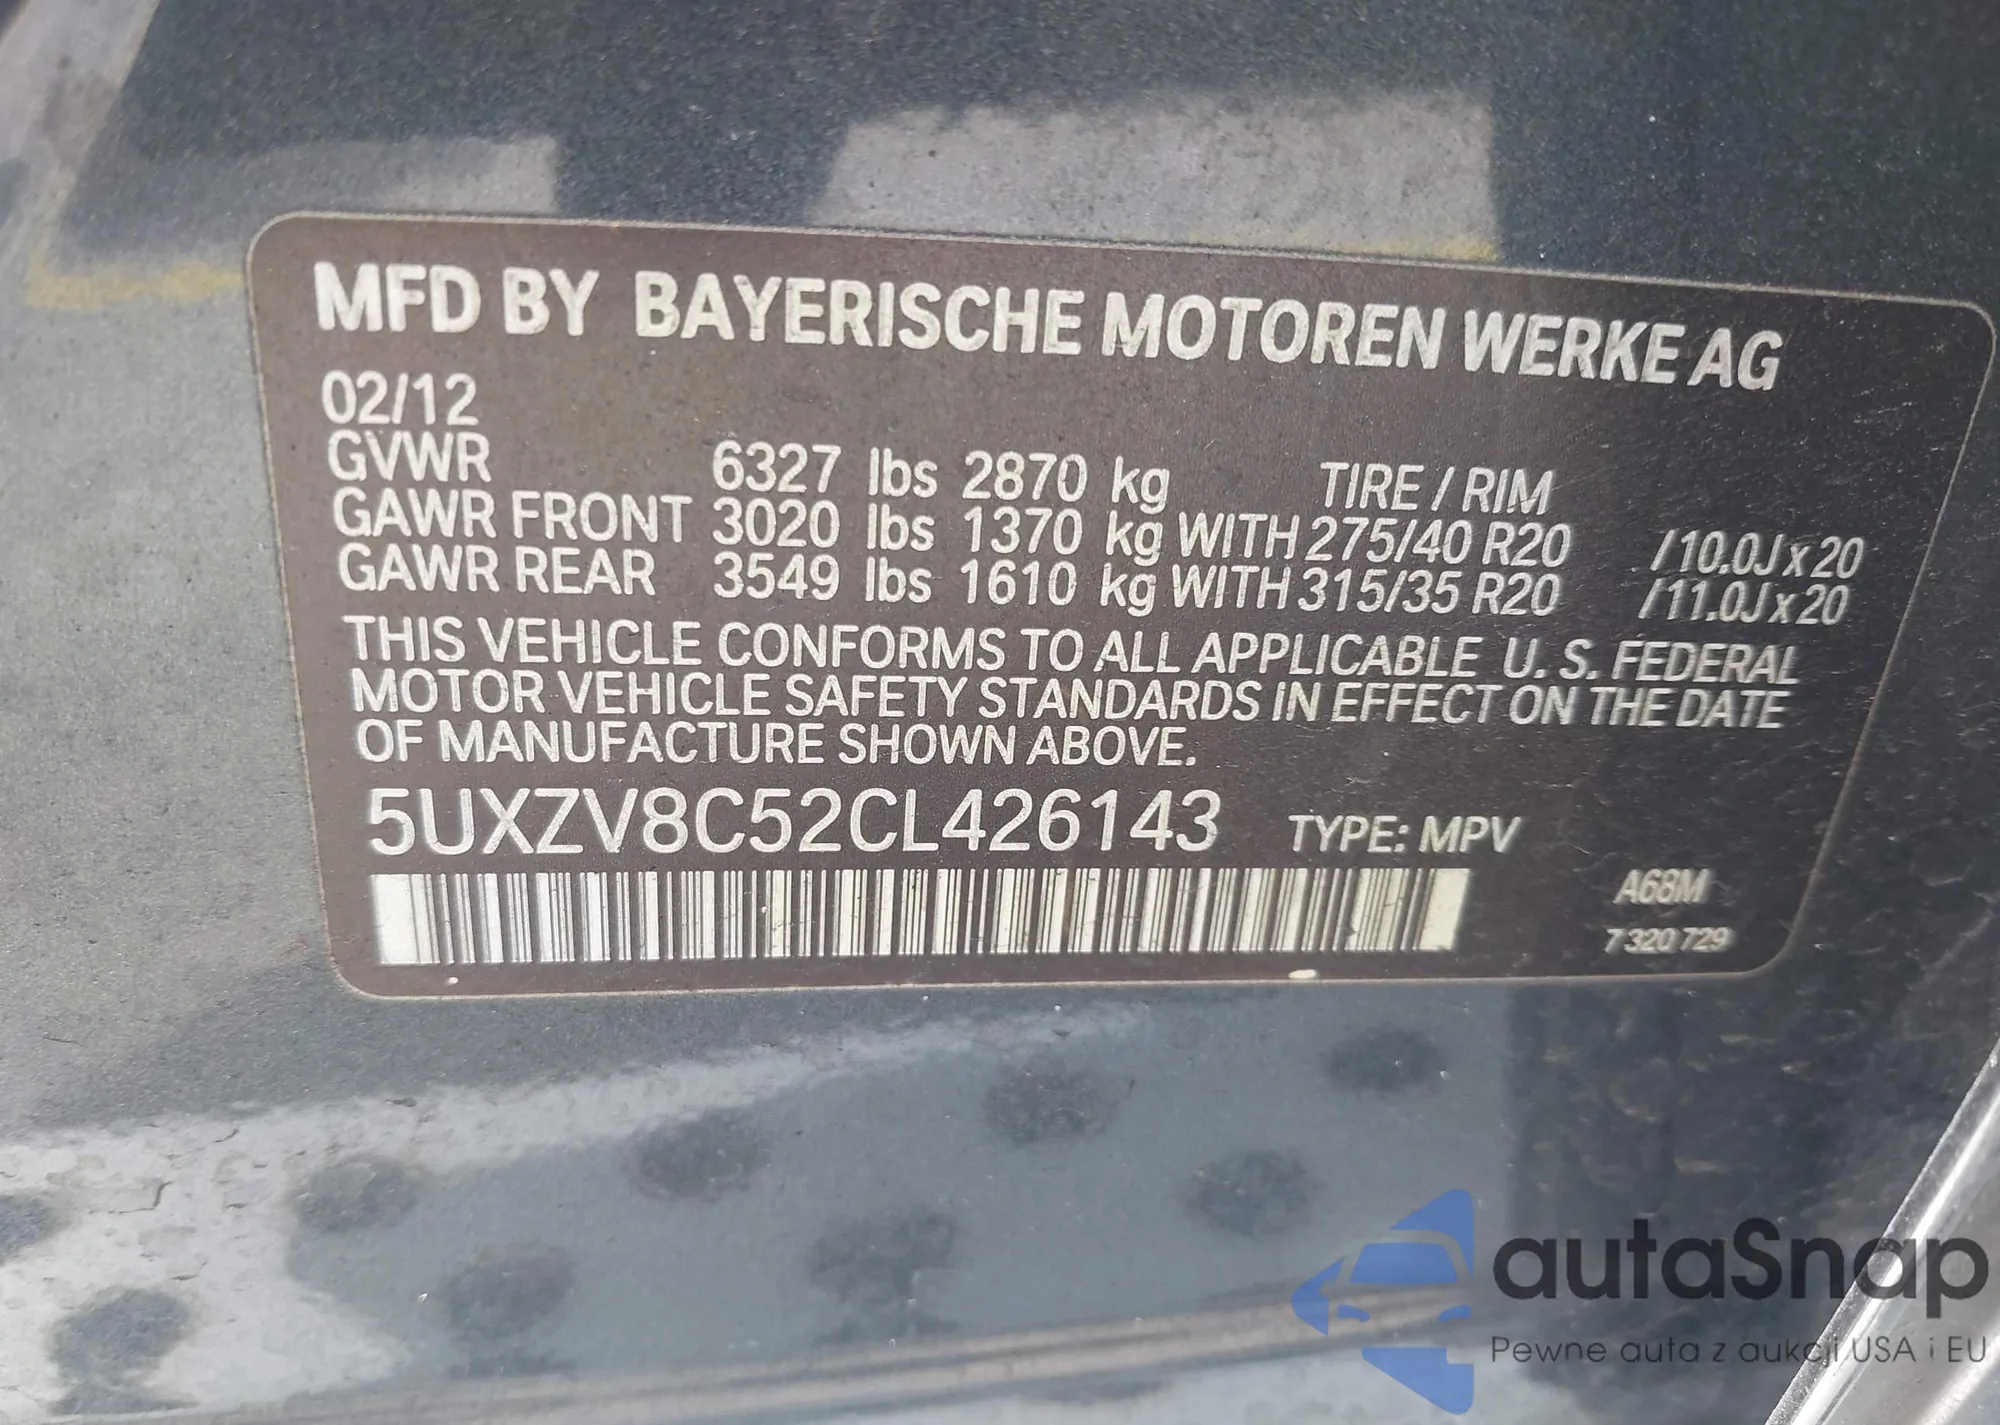 MFD BY BAYERISCHE MOTOREN WERKE AG
02/12
GVWR 6327 lbs 2870 kg TIRE / RIM
GAWR FRONT 3020 lbs 1370 kg WITH 275/40 R20 /10.0J x 20
GAWR REAR 3549 lbs 1610 kg WITH 315/35 R20 /11.0J x 20
THIS VEHICLE CONFORMS TO ALL APPLICABLE U. S. FEDERAL
MOTOR VEHICLE SAFETY STANDARDS IN EFFECT ON THE DATE
OF MANUFACTURE SHOWN ABOVE.
5UXZV8C52CL426143 TYPE: MPV
A68M
7 320 729
autaSnap
Pewne auta z aukcji USA i EU